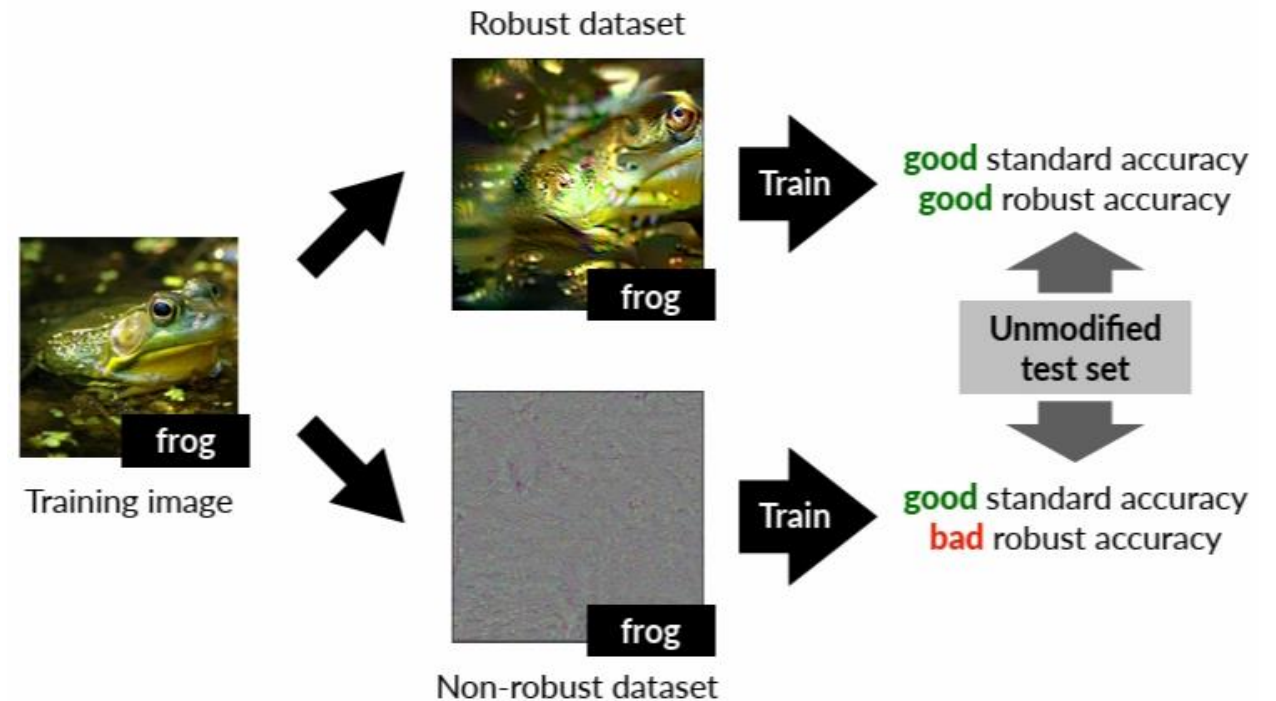 Robust dataset
frog
Train
good standard accuracy
good robust accuracy
frog
Training image
Unmodified
test set
frog
Non-robust dataset
Train
good standard accuracy
bad robust accuracy